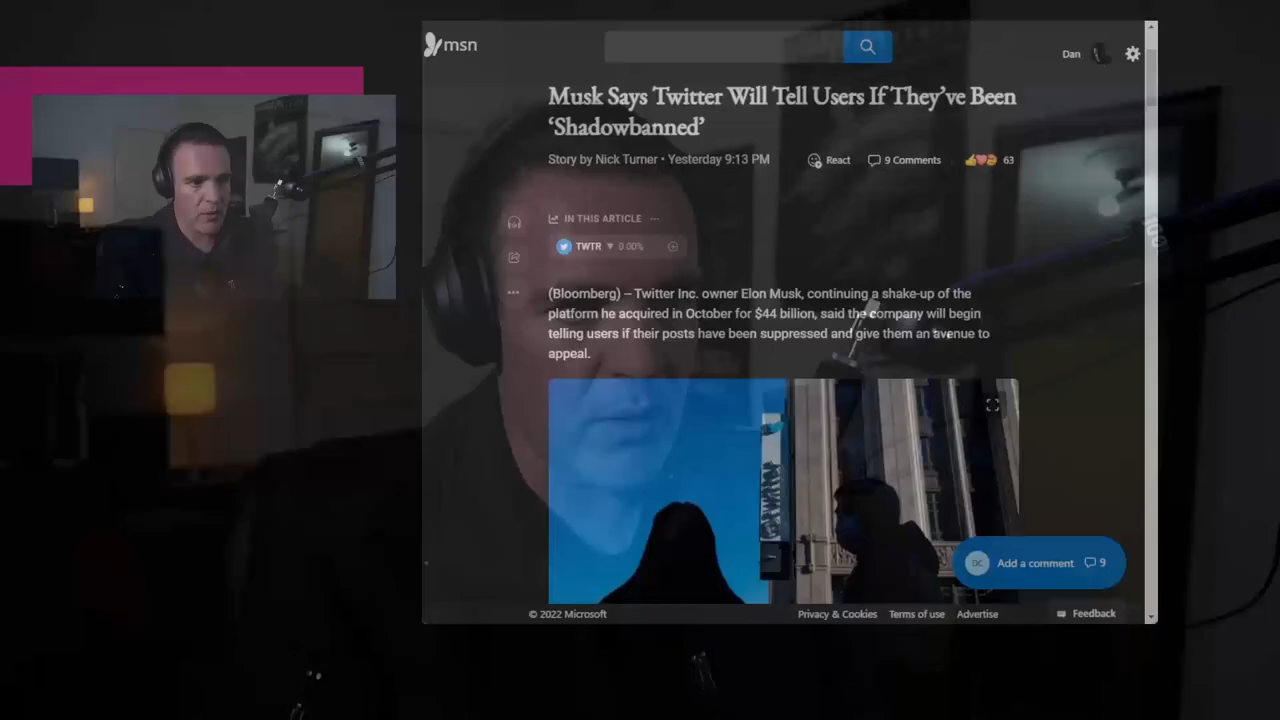 msn
Dan
Musk Says Twitter Will Tell Users If They've Been
'Shadowbanned'
Story by Nick Turner • Yesterday 9:13 PM
React
9 Comments
63
IN THIS ARTICLE
TWTR ▼ 0.00%
(Bloomberg) -- Twitter Inc. owner Elon Musk, continuing a shake-up of the
platform he acquired in October for $44 billion, said the company will begin
telling users if their posts have been suppressed and give them an avenue to
appeal.
DC Add a comment 9
© 2022 Microsoft
Privacy & Cookies Terms of use Advertise
Feedback